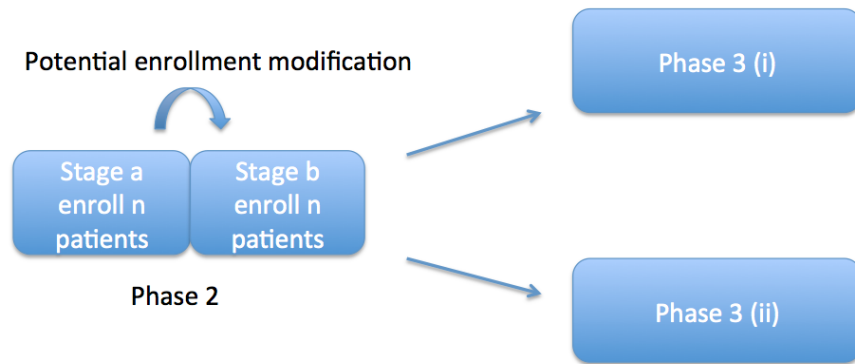 Potential enrollment modification
Phase 3 (i)
Stage a
enroll n
patients
Stage b
enroll n
patients
Phase 2
Phase 3 (ii)